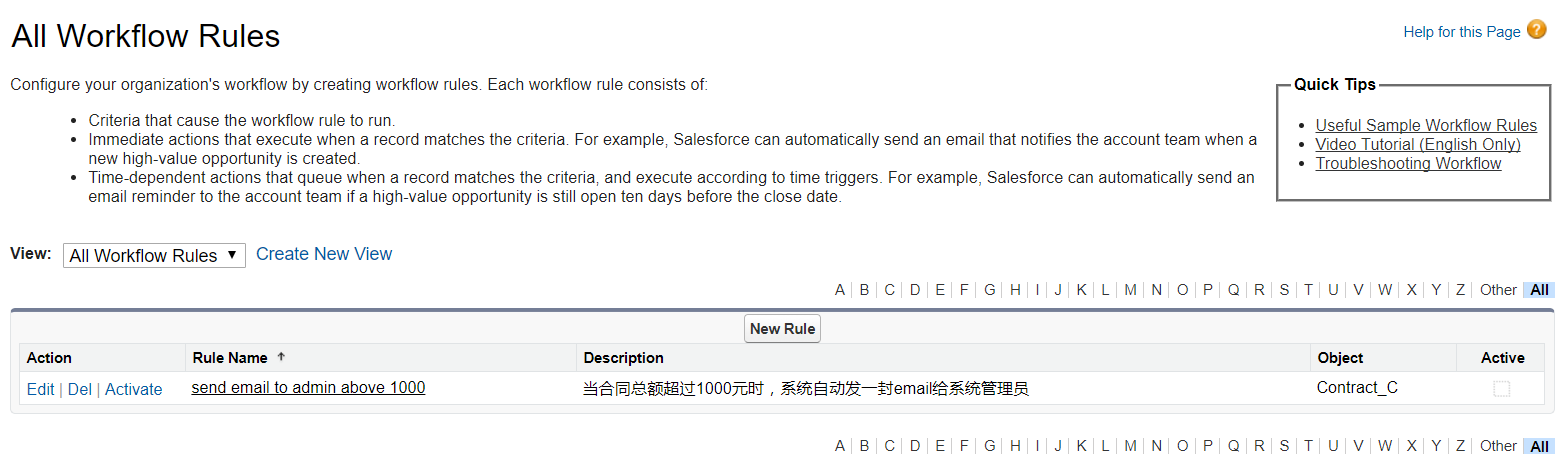 All Workflow Rules
Help for this Page ?
Configure your organization's workflow by creating workflow rules. Each workflow rule consists of:
Criteria that cause the workflow rule to run.
Immediate actions that execute when a record matches the criteria. For example, Salesforce can automatically send an email that notifies the account team when a
new high-value opportunity is created.
Time-dependent actions that queue when a record matches the criteria, and execute according to time triggers. For example, Salesforce can automatically send an
email reminder to the account team if a high-value opportunity is still open ten days before the close date.
Quick Tips
Useful Sample Workflow Rules
Video Tutorial (English Only)
Troubleshooting Workflow
View: All Workflow Rules Create New View
A | B | C | D | E | F | G | H | I | J | K | L | M | N | O | P | Q | R | S | T | U | V | W | X | Y | Z | Other | All
New Rule
Action Rule Name ↑ Description Object Active
Edit | Del | Activate send email to admin above 1000 当合同总额超过1000元时，系统自动发一封email给系统管理员 Contract_C
A | B | C | D | E | F | G | H | I | J | K | L | M | N | O | P | Q | R | S | T | U | V | W | X | Y | Z | Other | All